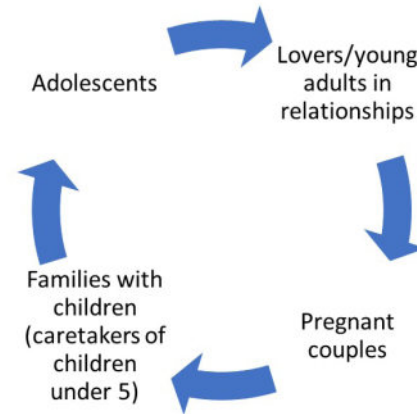 Adolescents
Lovers/young
adults in
relationships
Pregnant
couples
Families with
children
(caretakers of
children
under 5)